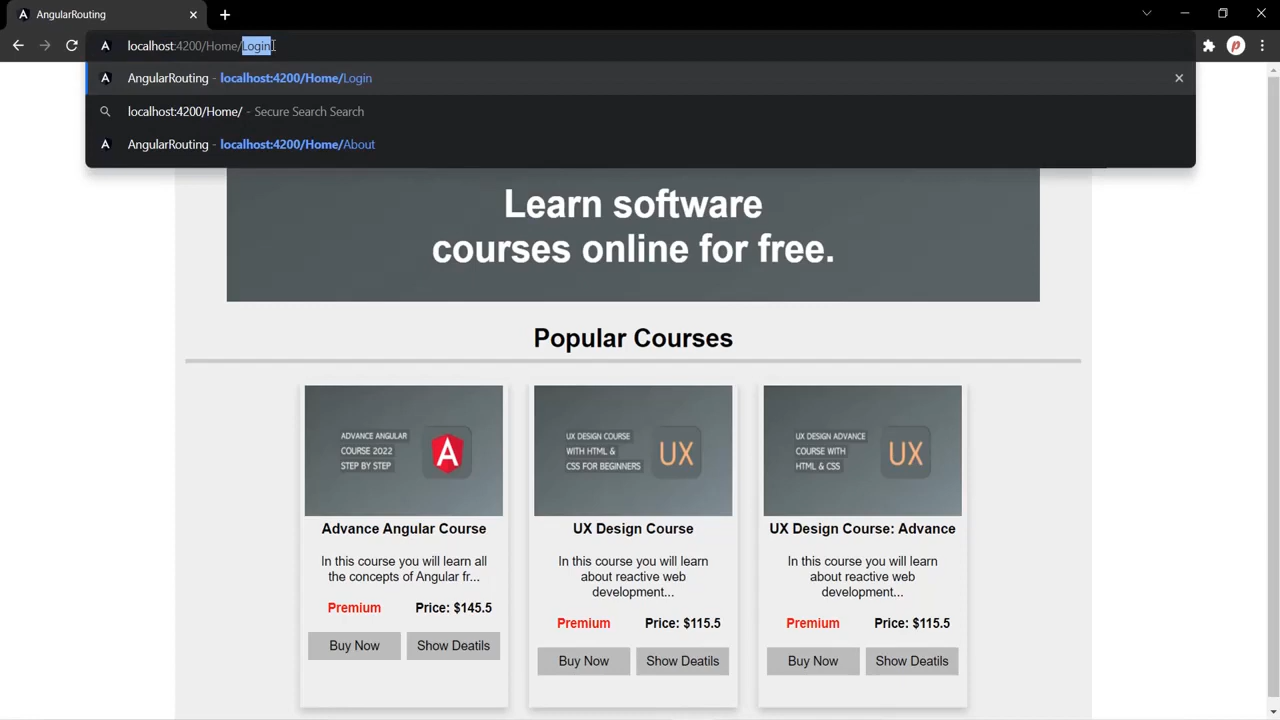 AngularRouting
localhost:4200/Home/Login
AngularRouting - localhost:4200/Home/Login
localhost:4200/Home/ - Secure Search Search
AngularRouting - localhost:4200/Home/About
Learn software
courses online for free.
Popular Courses
ADVANCE ANGULAR
COURSE 2022
STEP BY STEP
A
Advance Angular Course
In this course you will learn all
the concepts of Angular fr...
Premium Price: $145.5
Buy Now Show Deatils
UX DESIGN COURSE
WITH HTML &
CSS FOR BEGINNERS
UX
UX Design Course
In this course you will learn
about reactive web
development...
Premium Price: $115.5
Buy Now Show Deatils
UX DESIGN ADVANCE
COURSE WITH
HTML & CSS
UX
UX Design Course: Advance
In this course you will learn
about reactive web
development...
Premium Price: $115.5
Buy Now Show Deatils